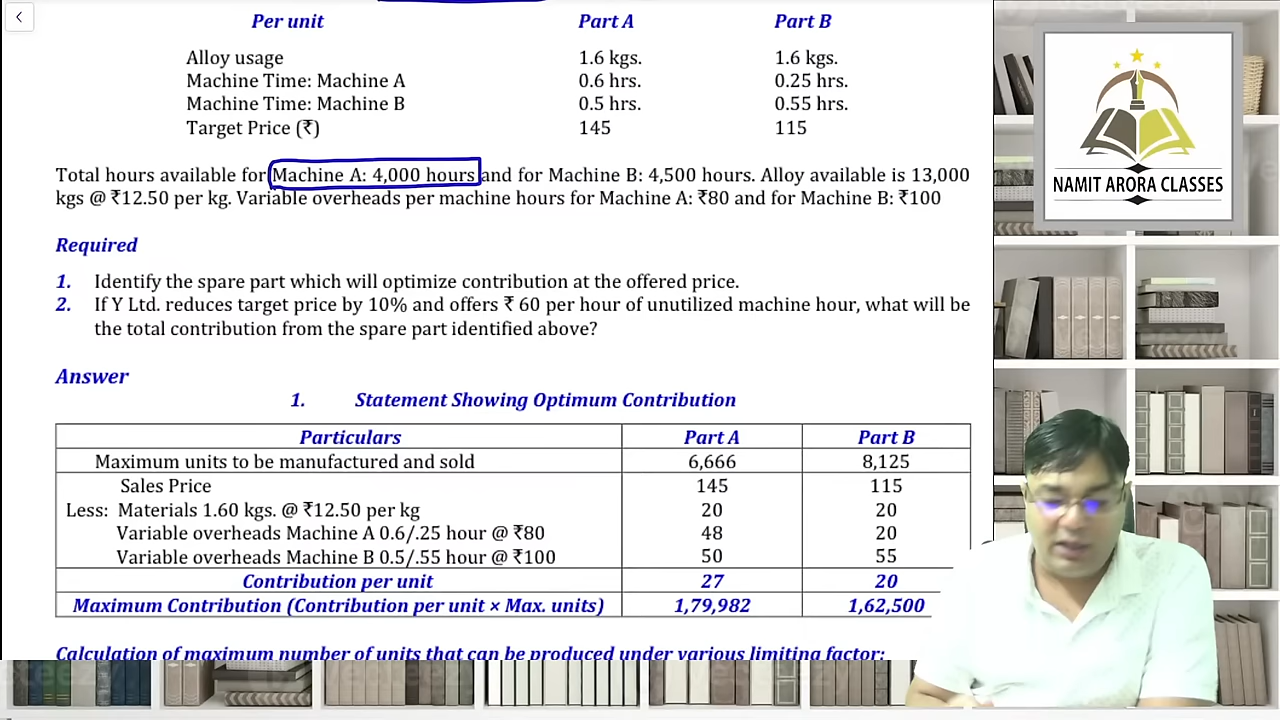 Per unit Part A Part B
Alloy usage 1.6 kgs. 1.6 kgs.
Machine Time: Machine A 0.6 hrs. 0.25 hrs.
Machine Time: Machine B 0.5 hrs. 0.55 hrs.
Target Price (₹) 145 115
Total hours available for Machine A: 4,000 hours and for Machine B: 4,500 hours. Alloy available is 13,000
kgs @ ₹12.50 per kg. Variable overheads per machine hours for Machine A: ₹80 and for Machine B: ₹100
Required
1. Identify the spare part which will optimize contribution at the offered price.
2. If Y Ltd. reduces target price by 10% and offers ₹ 60 per hour of unutilized machine hour, what will be
the total contribution from the spare part identified above?
Answer
1. Statement Showing Optimum Contribution
Particulars Part A Part B
Maximum units to be manufactured and sold 6,666 8,125
Sales Price 145 115
Less: Materials 1.60 kgs. @ ₹12.50 per kg 20 20
Variable overheads Machine A 0.6/.25 hour @ ₹80 48 20
Variable overheads Machine B 0.5/.55 hour @ ₹100 50 55
Contribution per unit 27 20
Maximum Contribution (Contribution per unit × Max. units) 1,79,982 1,62,500
Calculation of maximum number of units that can be produced under various limiting factor:
NAMIT ARORA CLASSES